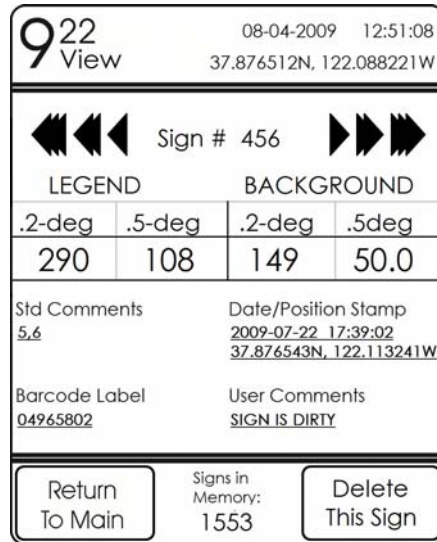 922 08-04-2009 12:51:08
View 37.876512N, 122.088221W
Sign # 456
LEGEND BACKGROUND
.2-deg .5-deg .2-deg .5deg
290 108 149 50.0
Std Comments Date/Position Stamp
5,6 2009-07-22 17:39:02
37.876543N, 122.113241W
Barcode Label User Comments
04965802 SIGN IS DIRTY
Return Signs in Delete
To Main Memory: This Sign
1553